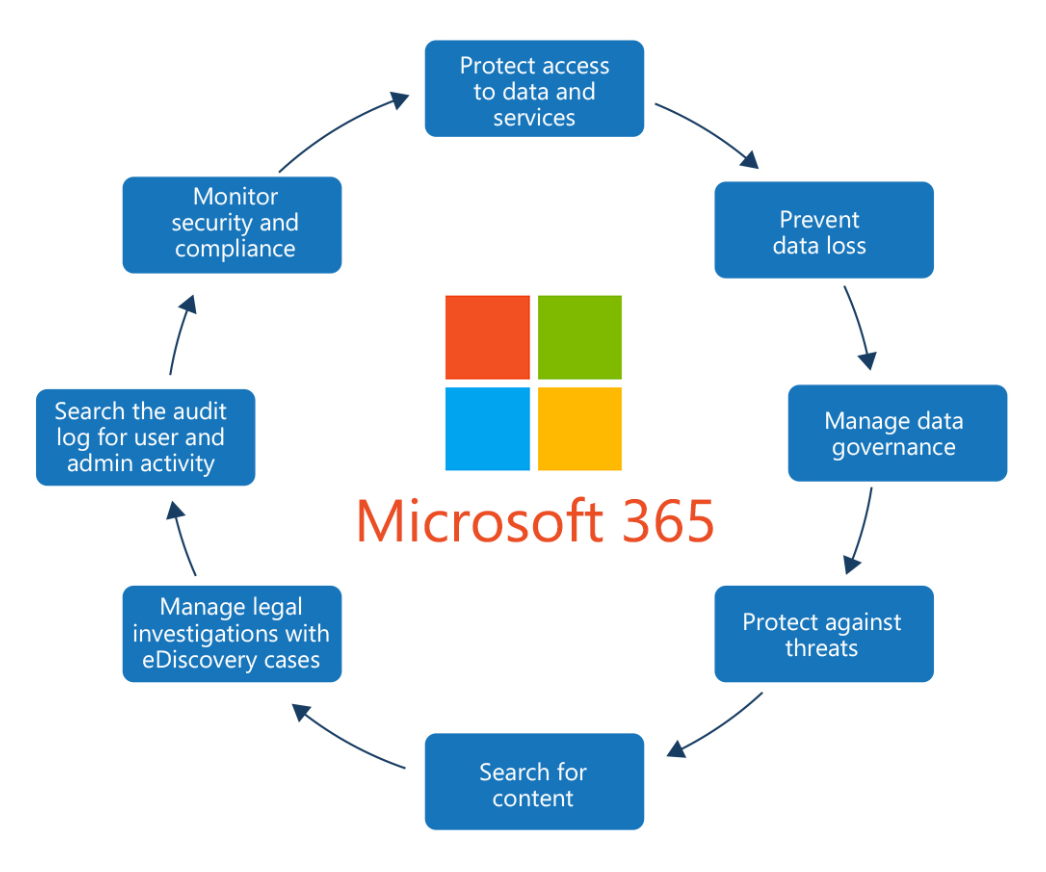 Protect access
to data and
services
Prevent
data loss
Manage data
governance
Protect against
threats
Search for
content
Manage legal
investigations with
eDiscovery cases
Search the audit
log for user and
admin activity
Monitor
security and
compliance
Microsoft 365